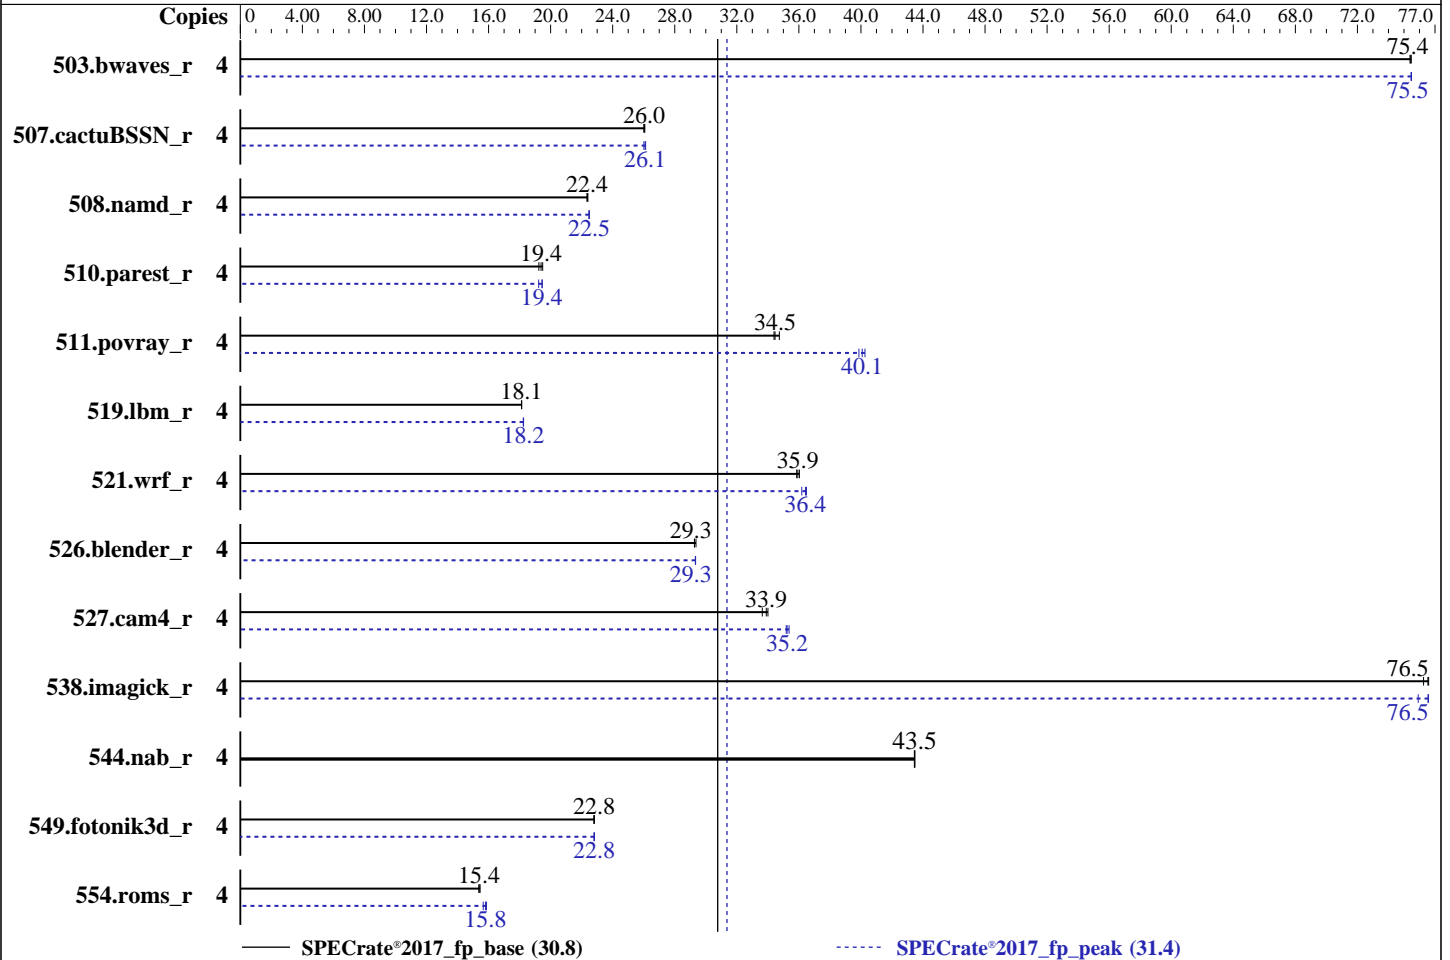 Copies 0 4.00 8.00 12.0 16.0 20.0 24.0 28.0 32.0 36.0 40.0 44.0 48.0 52.0 56.0 60.0 64.0 68.0 72.0 77.0
75.4
503.bwaves_r 4
75.5
26.0
507.cactuBSSN_r 4
26.1
22.4
508.namd_r 4
22.5
19.4
510.parest_r 4
19.4
34.5
511.povray_r 4
40.1
18.1
519.lbm_r 4
18.2
35.9
521.wrf_r 4
36.4
29.3
526.blender_r 4
29.3
33.9
527.cam4_r 4
35.2
76.5
538.imagick_r 4
76.5
43.5
544.nab_r 4
22.8
549.fotonik3d_r 4
22.8
15.4
554.roms_r 4
15.8
SPECrate®2017_fp_base (30.8) SPECrate®2017_fp_peak (31.4)